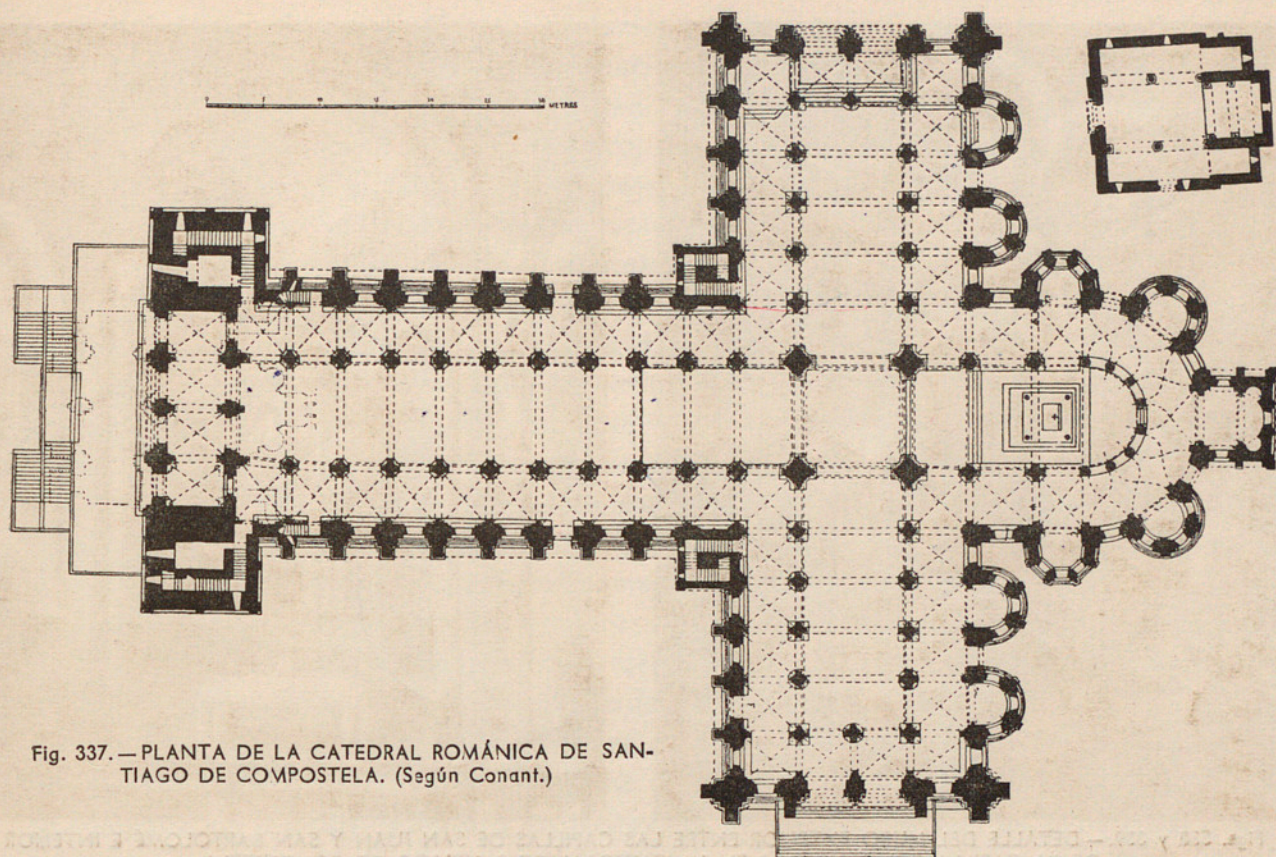 METRES
Fig. 337. — PLANTA DE LA CATEDRAL ROMÁNICA DE SAN-
TIAGO DE COMPOSTELA. (Según Conant.)